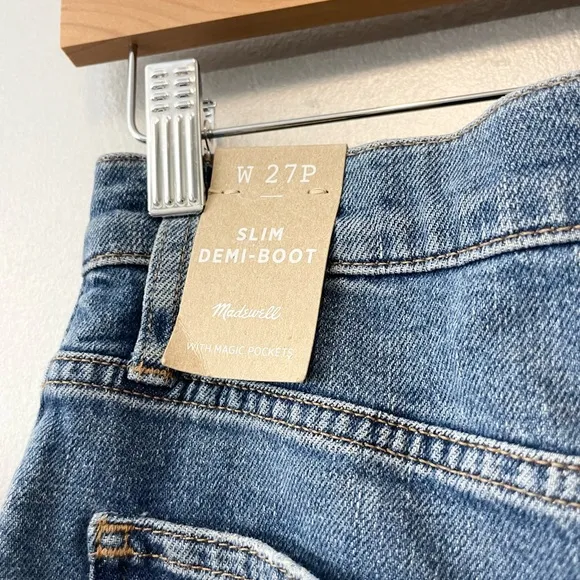 W 27P
SLIM
DEMI-BOOT
Madewell
WITH MAGIC POCKETS